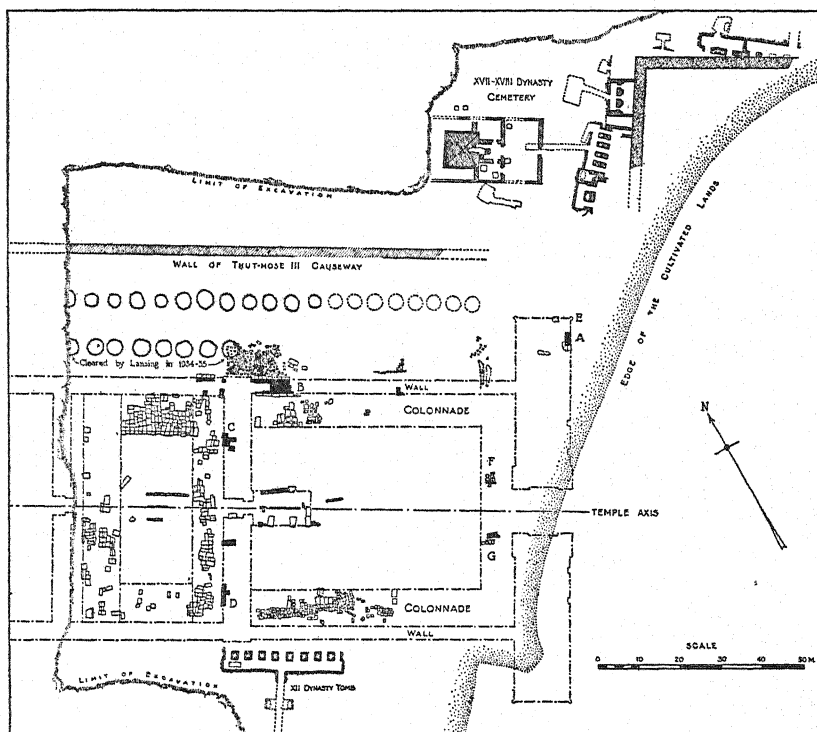 XVII-XVIII DYNASTY
CEMETERY
LIMIT OF EXCAVATION
WALL OF THUT-MOSE III CAUSEWAY
EDGE OF THE CULTIVATED LANDS
E
A
Cleared by Lansing in 1934-35
B
WALL
COLONNADE
N
C
F
TEMPLE AXIS
G
D
COLONNADE
WALL
SCALE
0 10 20 30 40 50 M.
LIMIT OF EXCAVATION
XII DYNASTY TOMB